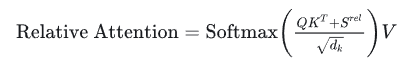 Relative Attention = Softmax( (QK^T + S^{rel}) / √d_k ) V